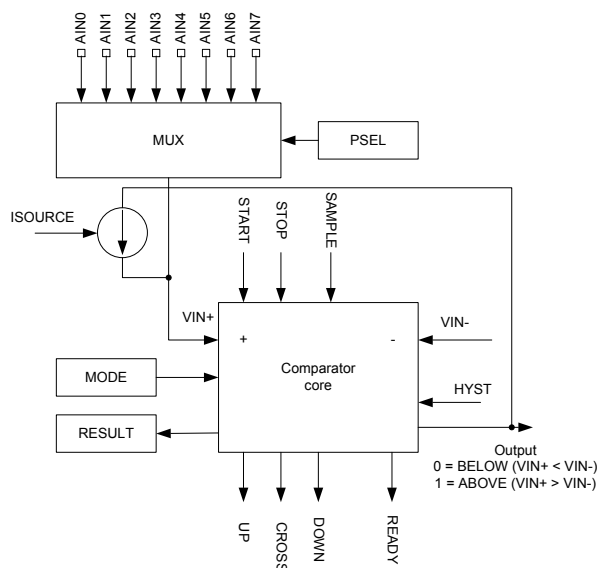 AIN0
AIN1
AIN2
AIN3
AIN4
AIN5
AIN6
AIN7
MUX
PSEL
ISOURCE
START
STOP
SAMPLE
VIN+
+
-
VIN-
Comparator
core
MODE
HYST
RESULT
Output
0 = BELOW (VIN+ < VIN-)
1 = ABOVE (VIN+ > VIN-)
UP
CROSS
DOWN
READY